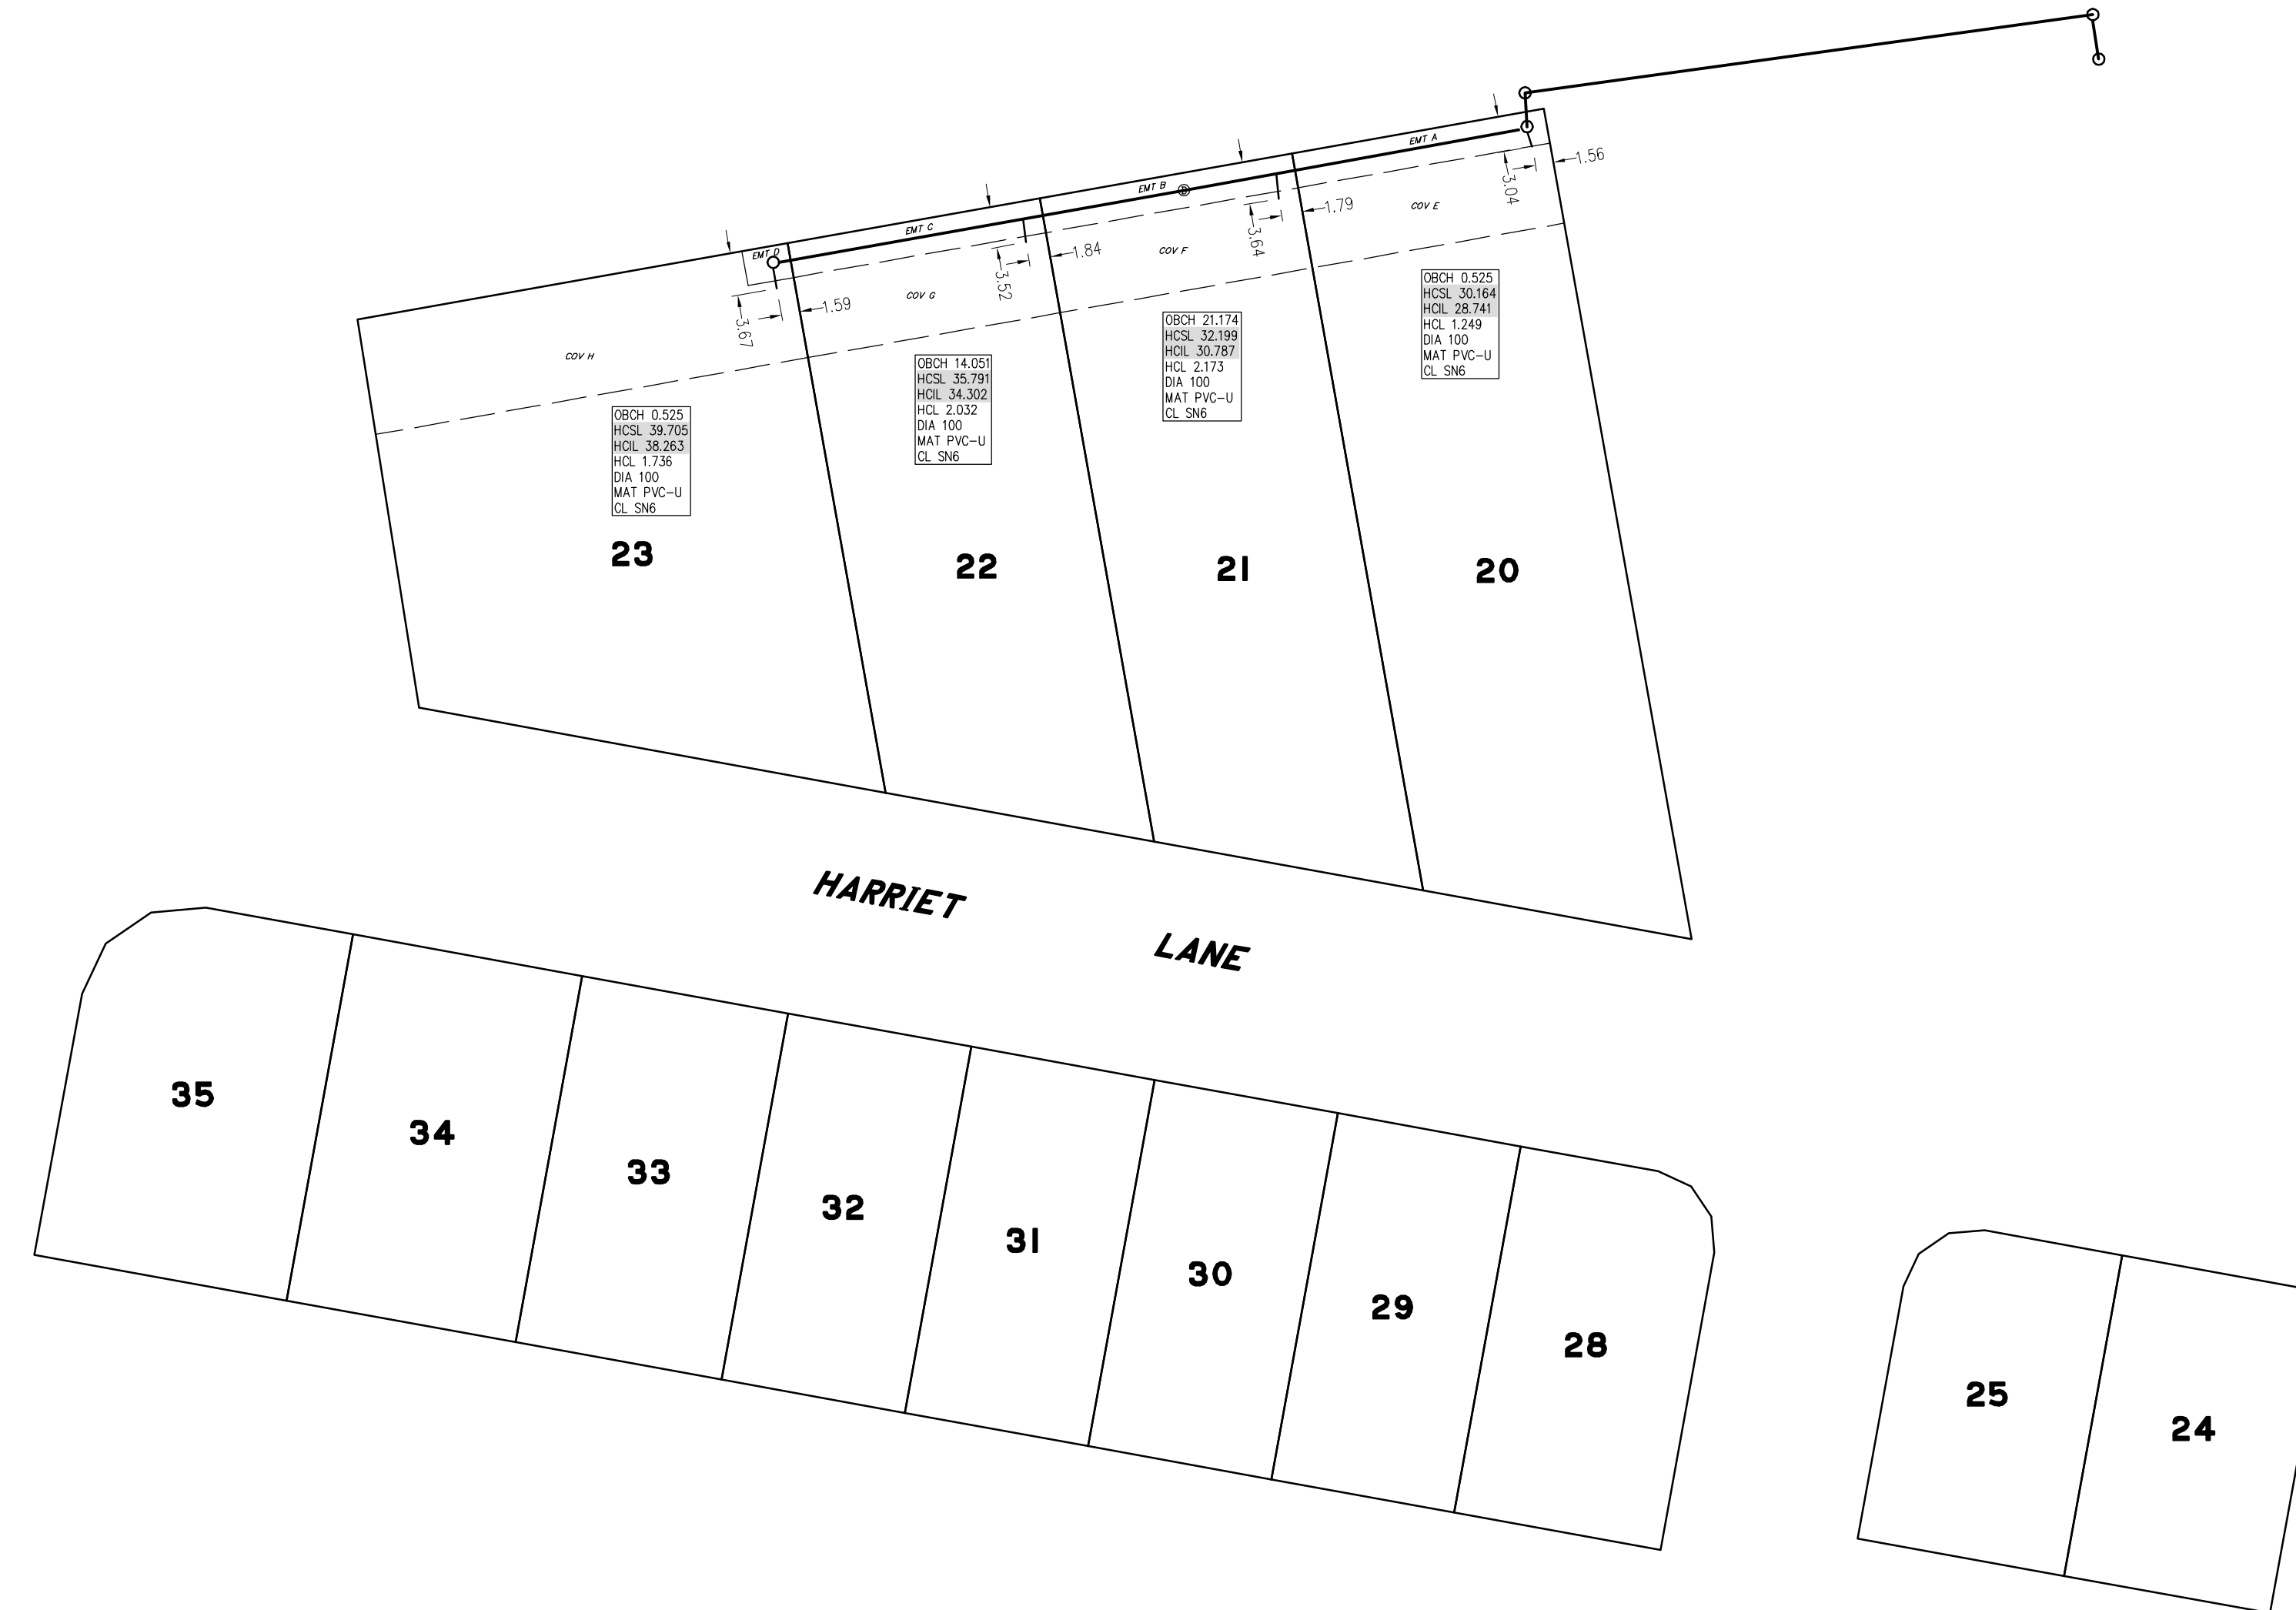 EMT A
EMT B
EMT C
EMT D
1.56
3.04
COV E
1.79
3.64
COV F
1.84
3.52
COV G
1.59
3.67
COV H
OBCH 0.525
HCSL 30.164
HCIL 28.741
HCL 1.249
DIA 100
MAT PVC-U
CL SN6
OBCH 21.174
HCSL 32.199
HCIL 30.787
HCL 2.173
DIA 100
MAT PVC-U
CL SN6
OBCH 14.051
HCSL 35.791
HCIL 34.302
HCL 2.032
DIA 100
MAT PVC-U
CL SN6
OBCH 0.525
HCSL 39.705
HCIL 38.263
HCL 1.736
DIA 100
MAT PVC-U
CL SN6
23
22
21
20
HARRIET
LANE
35
34
33
32
31
30
29
28
25
24